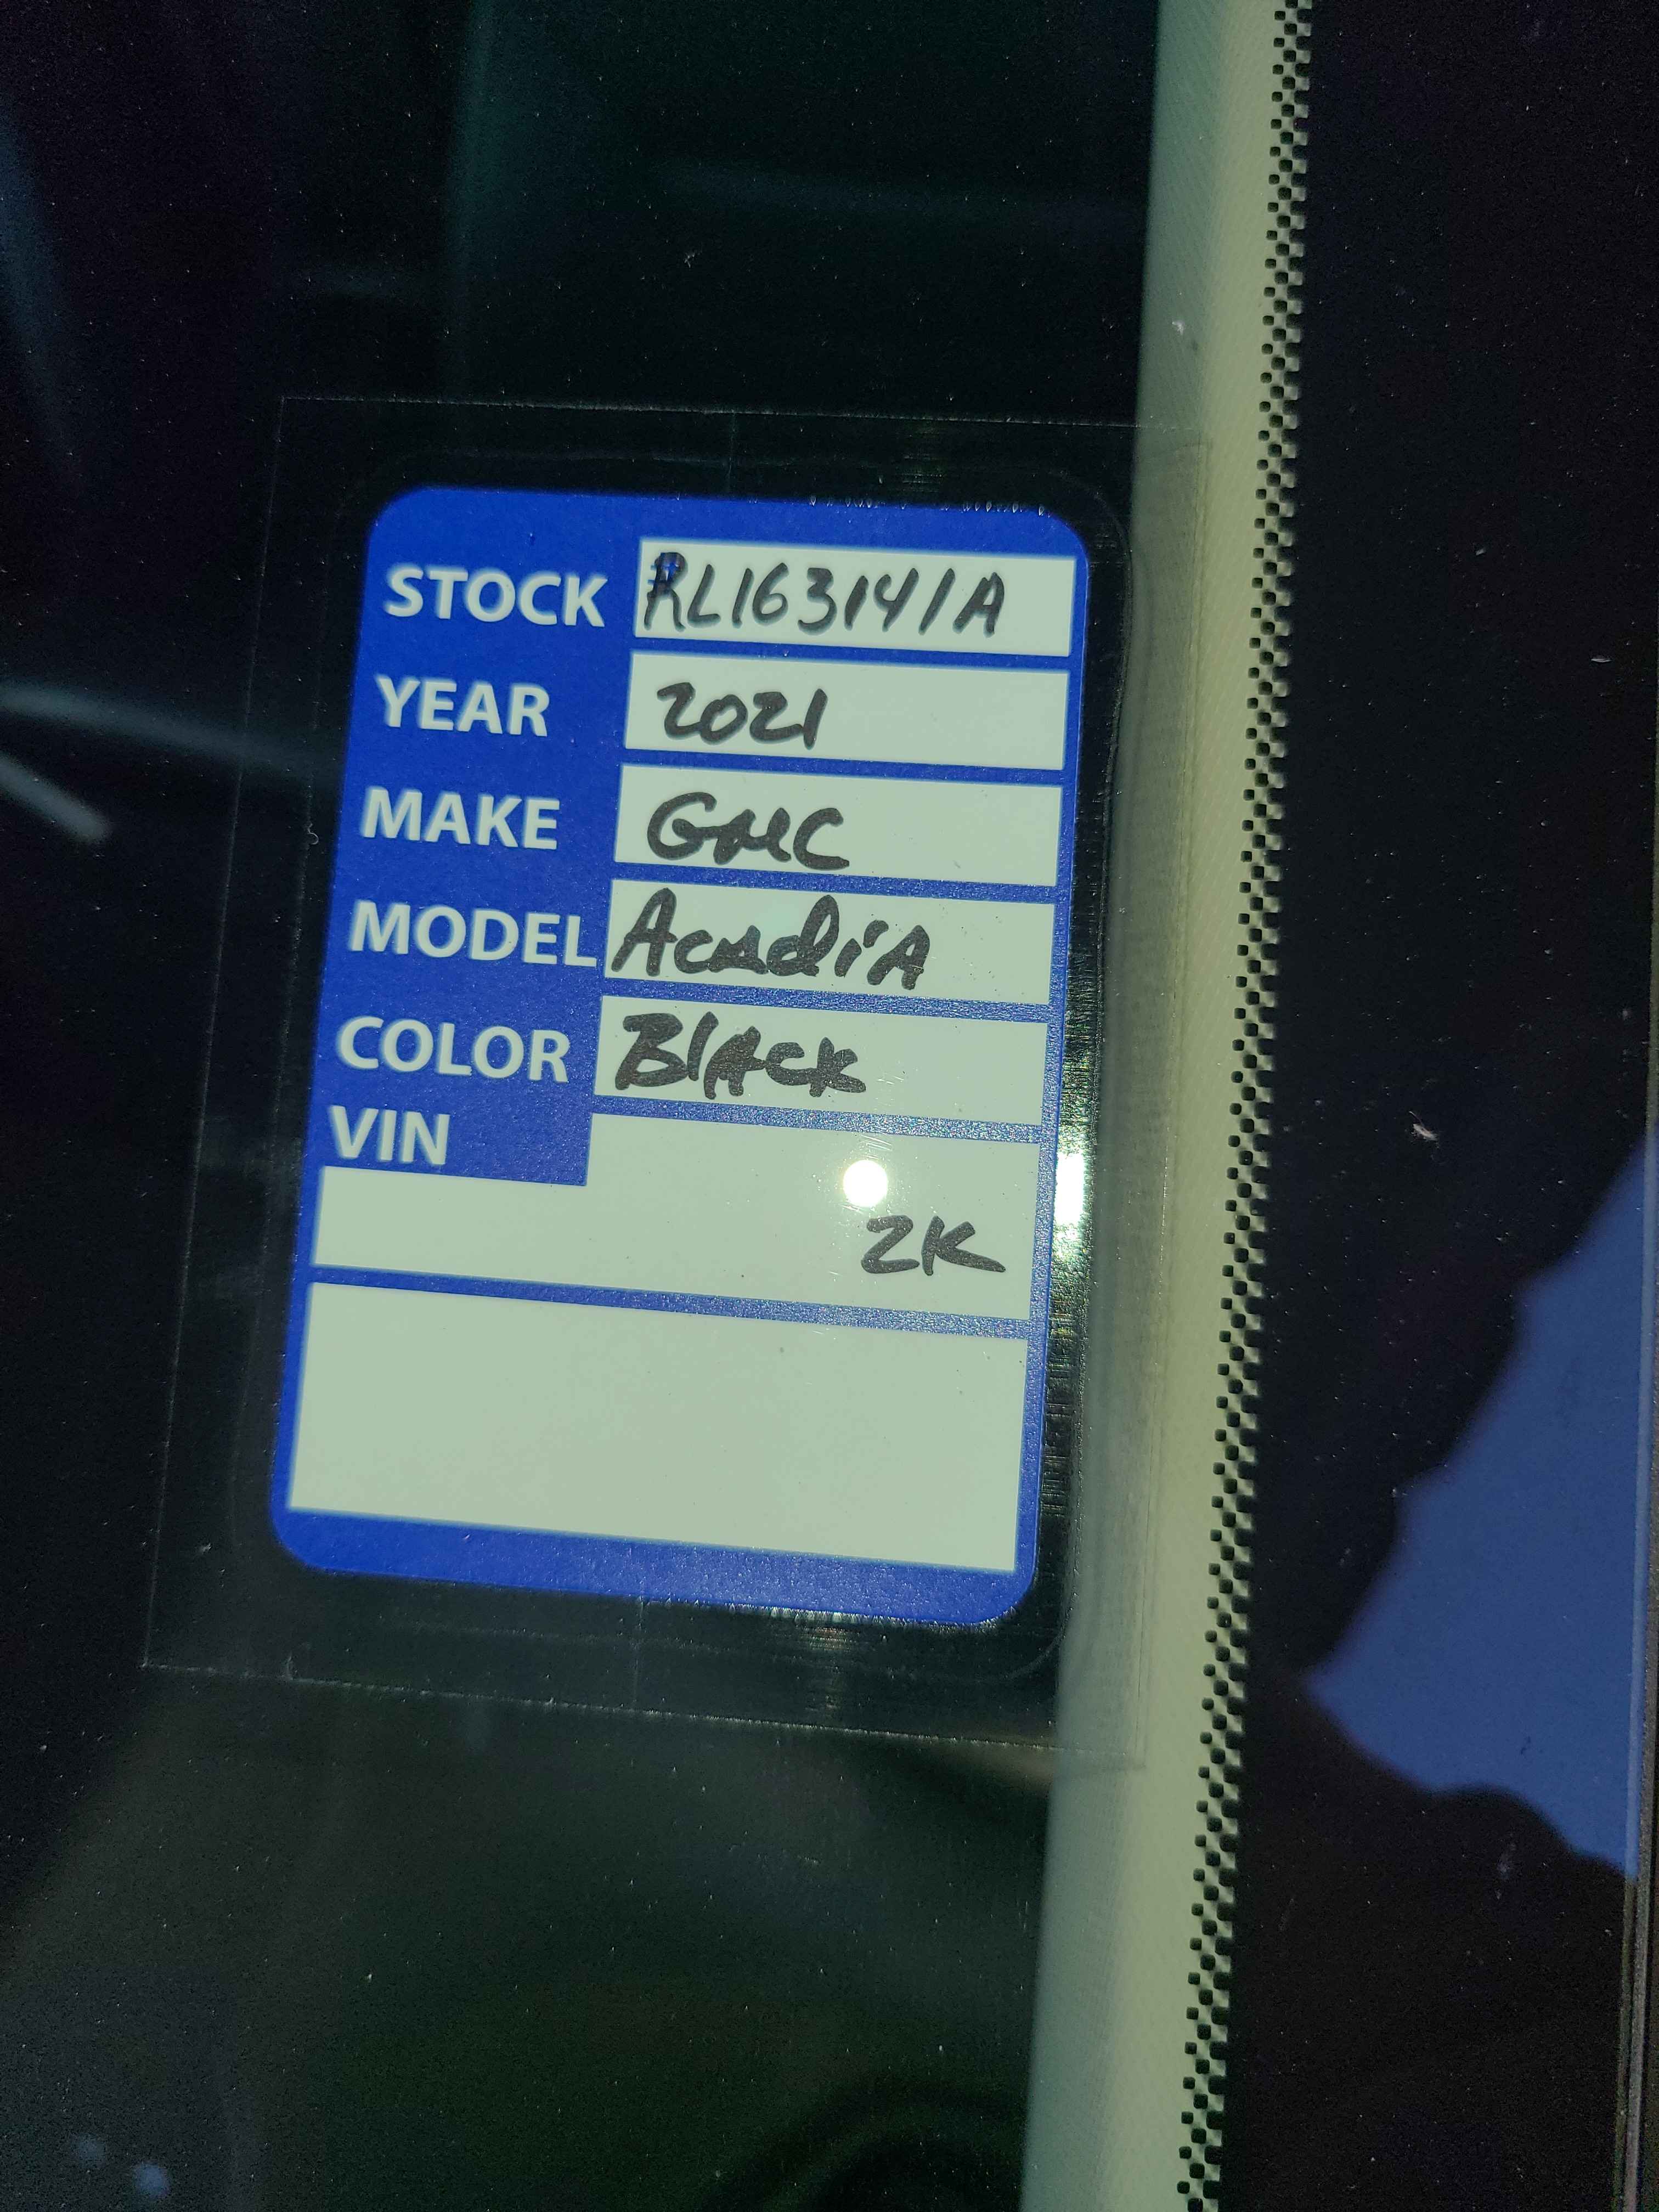 STOCK RL163141A
YEAR 2021
MAKE GMC
MODEL AcadiA
COLOR BlAck
VIN
2K